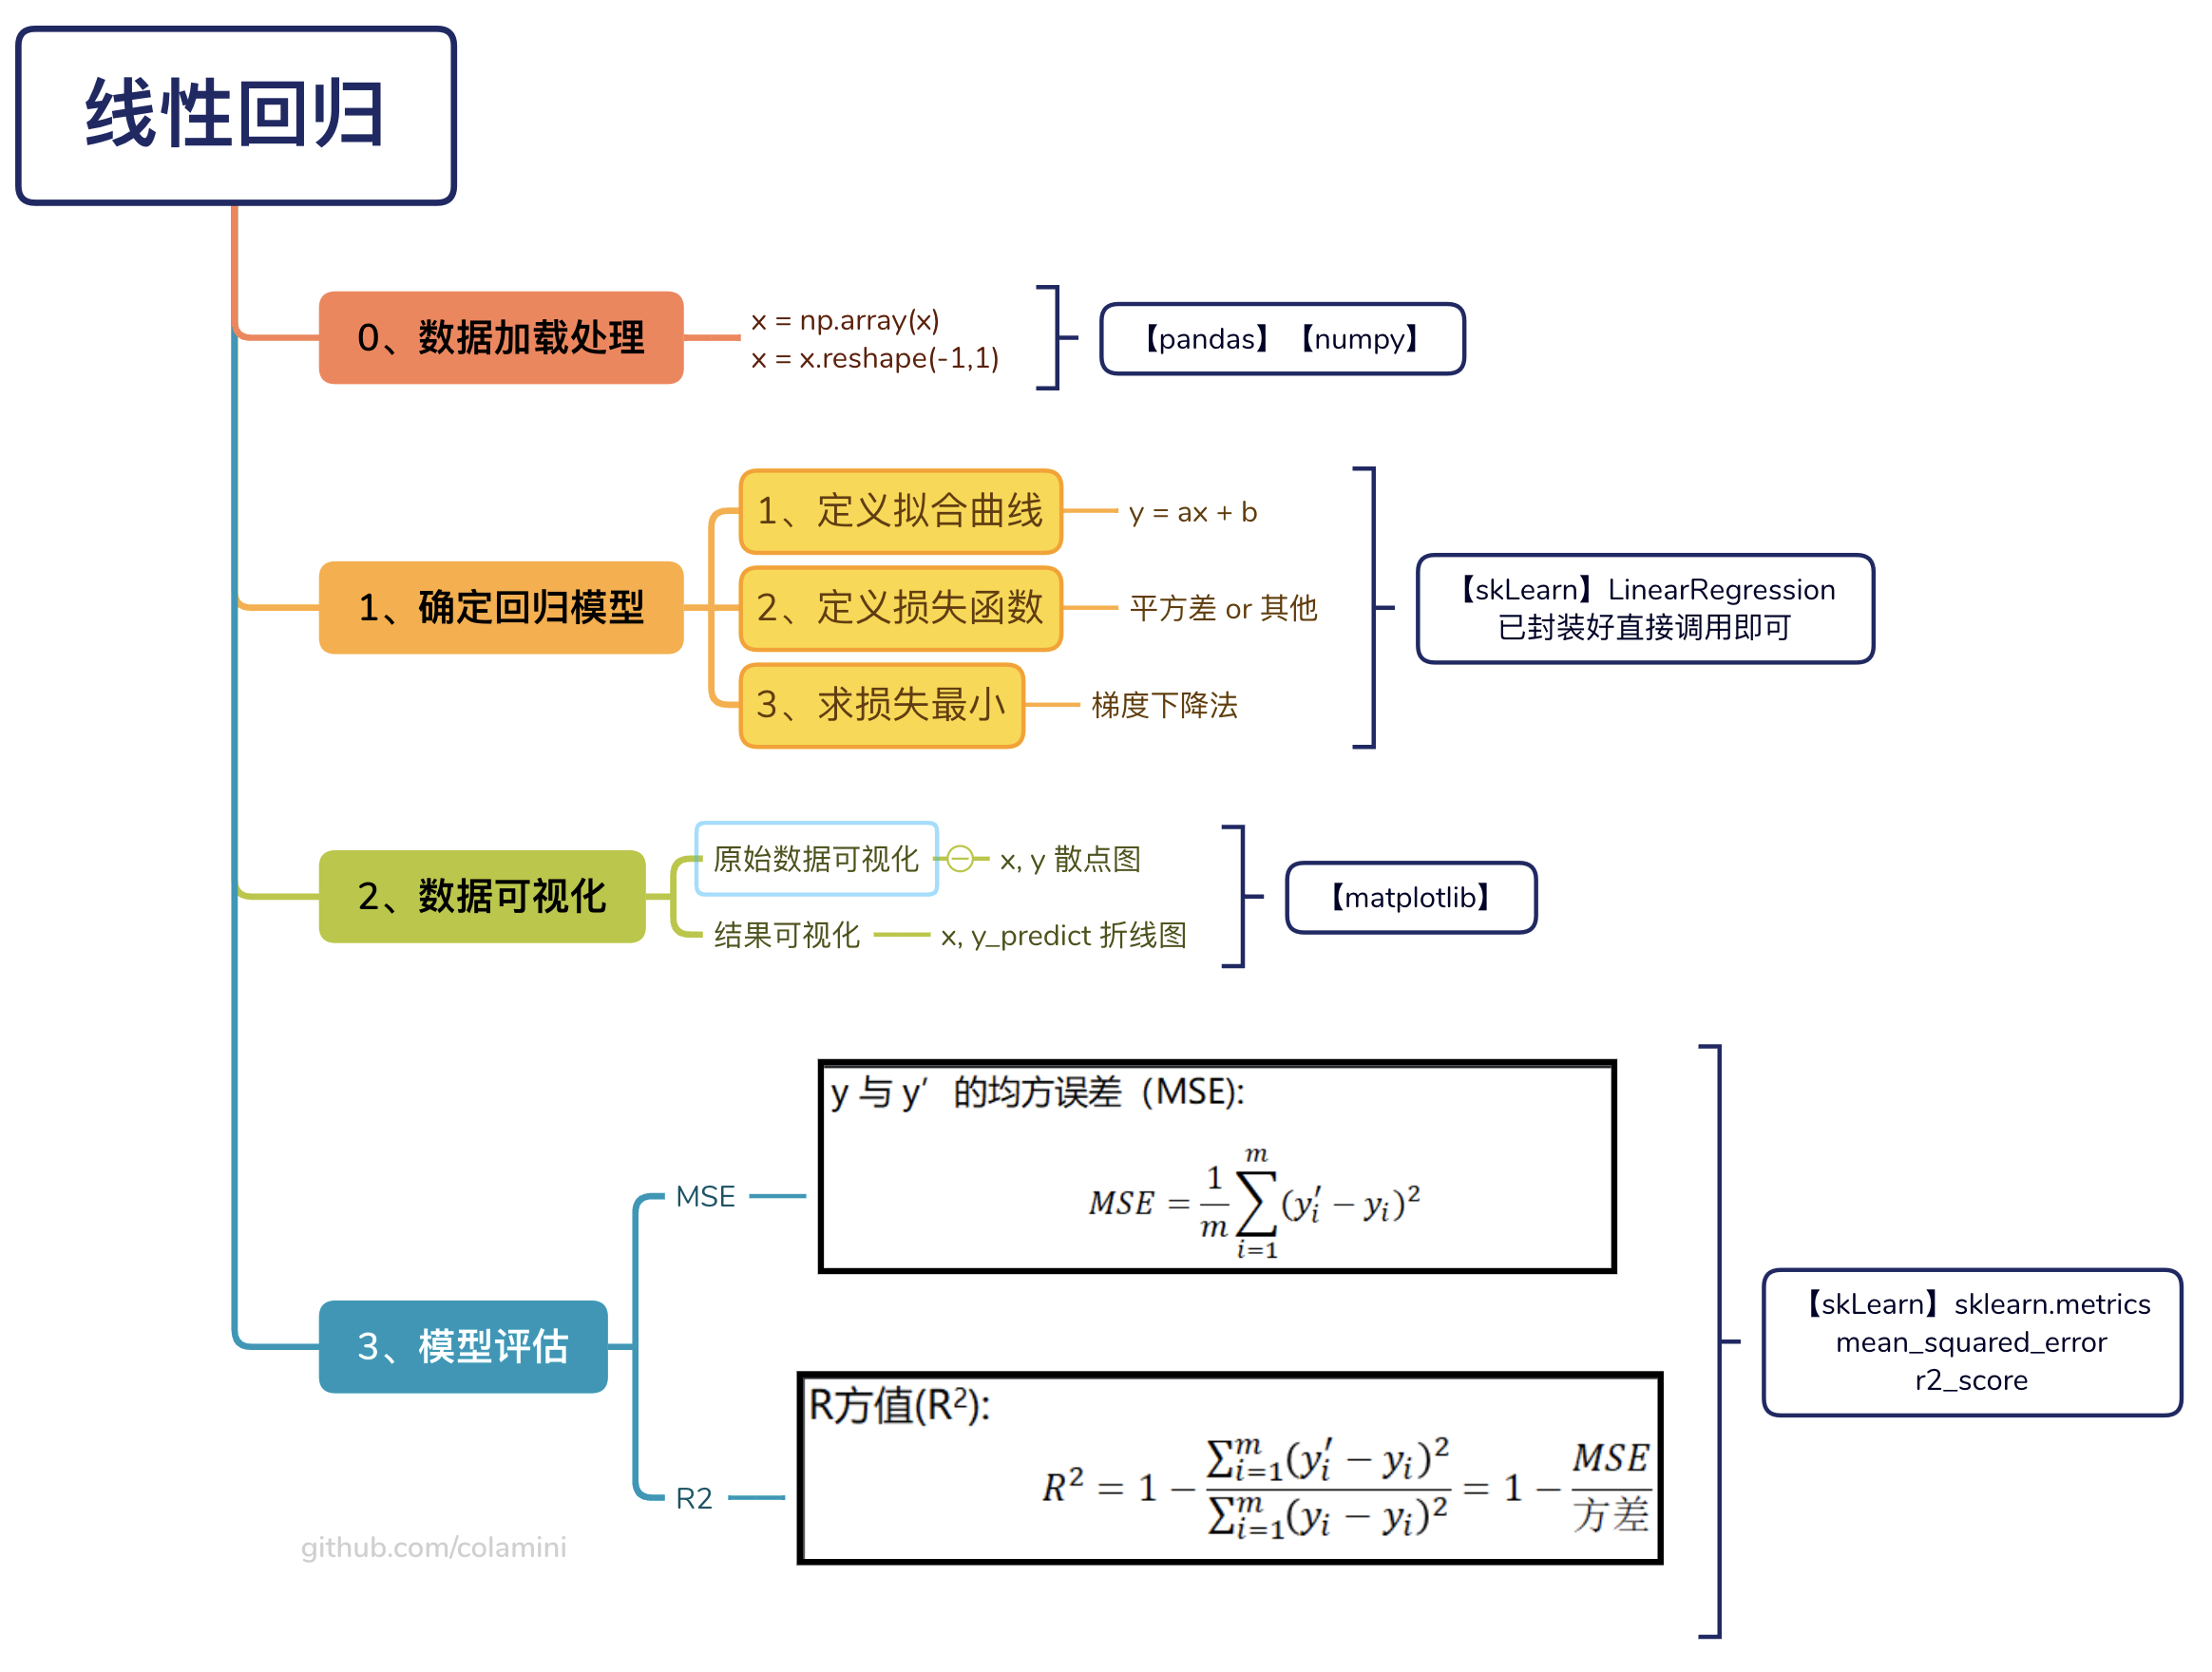 线性回归
0、数据加载处理
x = np.array(x)
x = x.reshape(-1,1)
【pandas】【numpy】
1、确定回归模型
1、定义拟合曲线
y = ax + b
2、定义损失函数
平方差 or 其他
3、求损失最小
梯度下降法
【skLearn】LinearRegression
已封装好直接调用即可
2、数据可视化
原始数据可视化
x, y 散点图
结果可视化
x, y_predict 折线图
【matplotlib】
3、模型评估
MSE
y 与 y′ 的均方误差（MSE):
MSE = \frac{1}{m}\sum_{i=1}^{m}(y_i' − y_i)^2
R2
R方值(R²):
R^2 = 1 − \frac{\sum_{i=1}^{m}(y_i' − y_i)^2}{\sum_{i=1}^{m}(y_i − y_i)^2} = 1 − \frac{MSE}{方差}
【skLearn】sklearn.metrics
mean_squared_error
r2_score
github.com/colamini